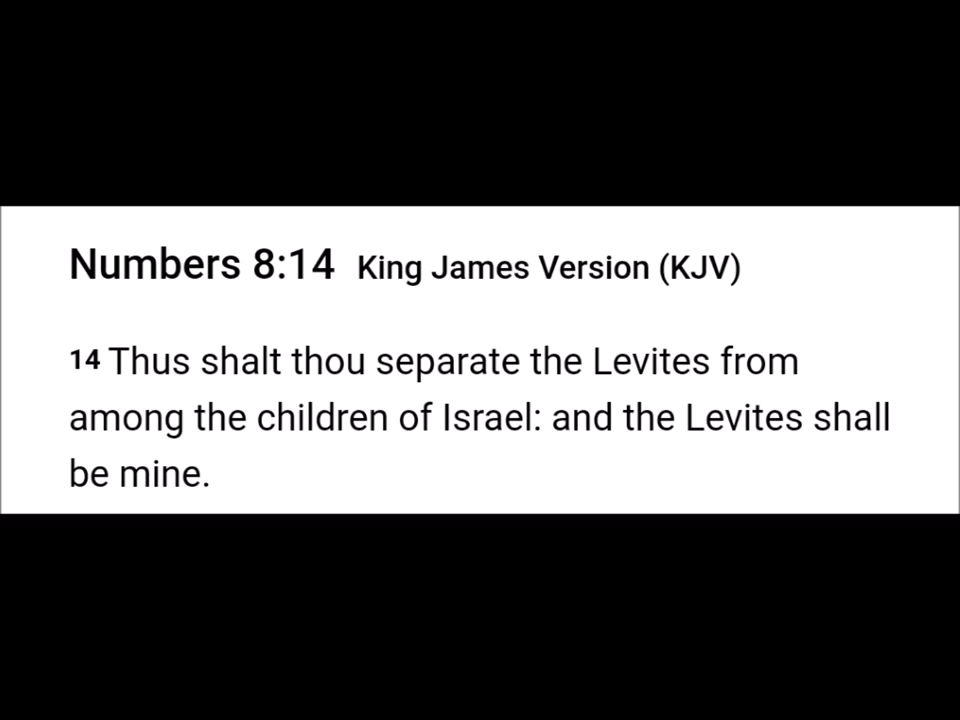 Numbers 8:14 King James Version (KJV)
14 Thus shalt thou separate the Levites from
among the children of Israel: and the Levites shall
be mine.